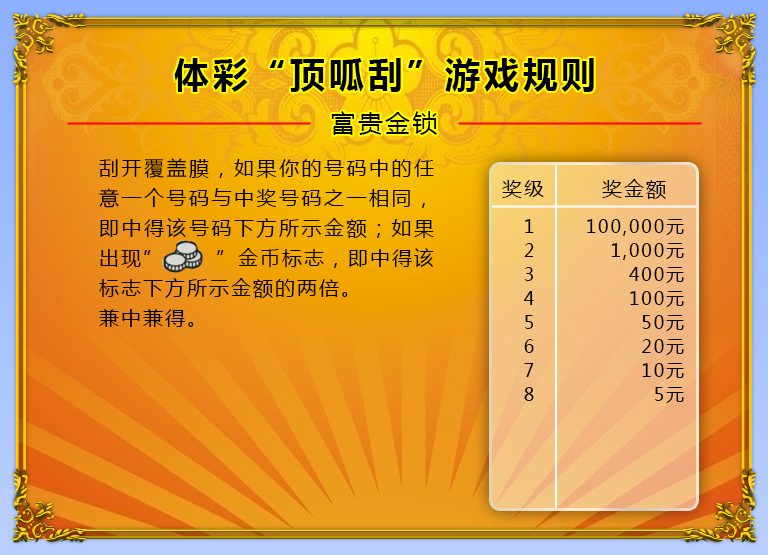 体彩“顶呱刮”游戏规则
富贵金锁
刮开覆盖膜，如果你的号码中的任
意一个号码与中奖号码之一相同，
即中得该号码下方所示金额；如果
出现” ”金币标志，即中得该
标志下方所示金额的两倍。
兼中兼得。
奖级 奖金额
1 100,000元
2 1,000元
3 400元
4 100元
5 50元
6 20元
7 10元
8 5元